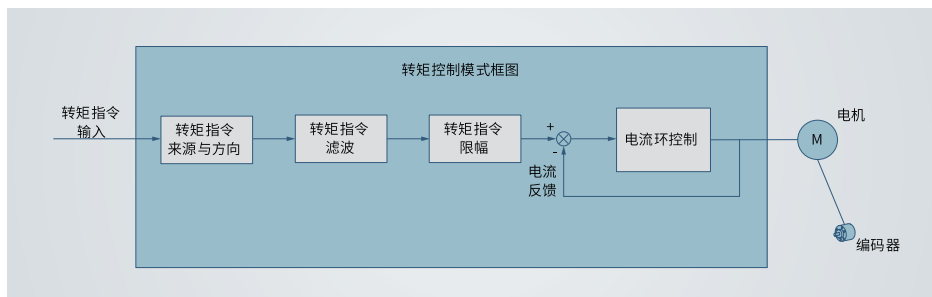 转矩控制模式框图
转矩指令
输入
转矩指令
来源与方向
转矩指令
滤波
转矩指令
限幅
+
-
电流
反馈
电流环控制
电机
M
编码器